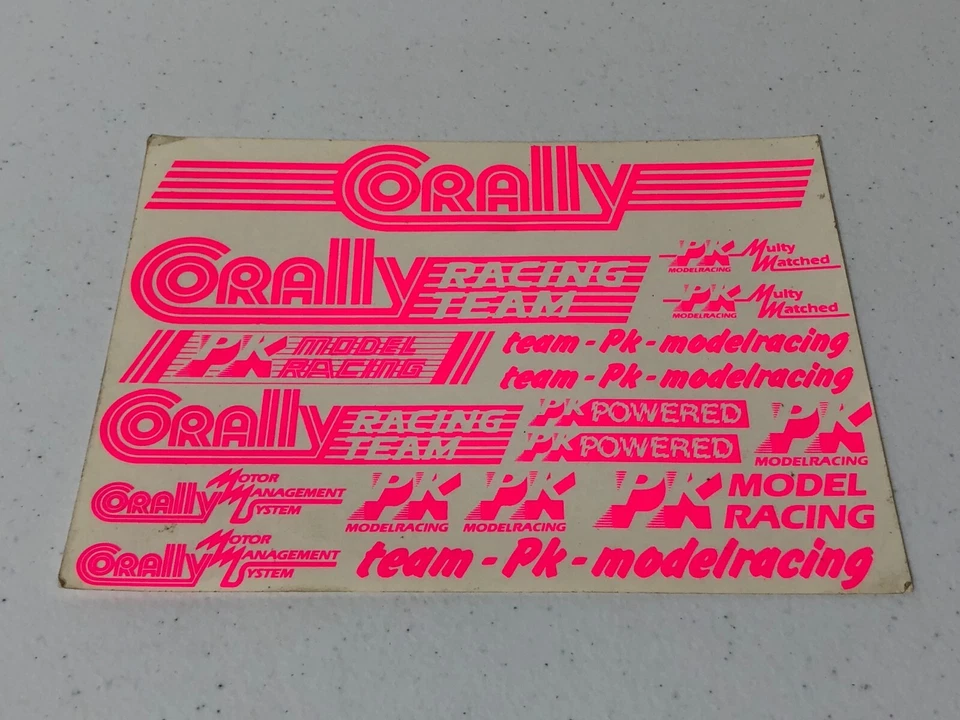 Corally
Corally RACING TEAM
PK MODELRACING Multy Matched
PK MODELRACING Multy Matched
PK MODEL RACING
team - Pk - modelracing
team - Pk - modelracing
Corally RACING TEAM
PK POWERED
PK POWERED
PK MODELRACING
Corally MOTOR MANAGEMENT SYSTEM
PK MODELRACING
PK MODELRACING
PK MODEL RACING
Corally MOTOR MANAGEMENT SYSTEM
team - Pk - modelracing